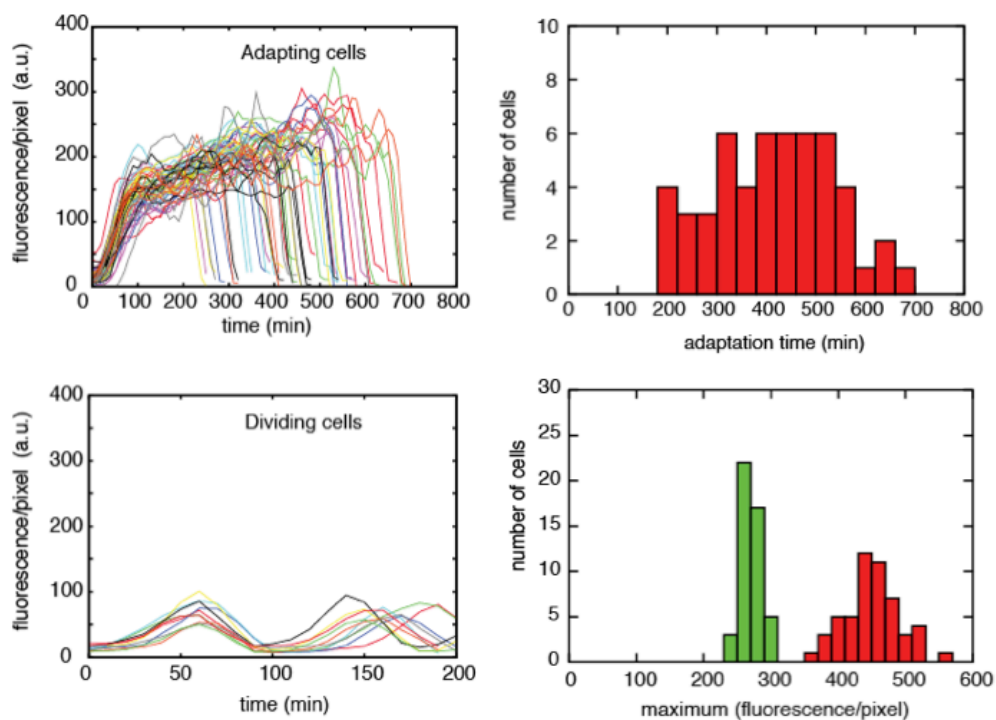 400
300
200
100
0
fluorescence/pixel (a.u.)
Adapting cells
0 100 200 300 400 500 600 700 800
time (min)
10
8
6
4
2
0
number of cells
0 100 200 300 400 500 600 700 800
adaptation time (min)
400
300
200
100
0
fluorescence/pixel (a.u.)
Dividing cells
0 50 100 150 200
time (min)
30
25
20
15
10
5
0
number of cells
0 100 200 300 400 500 600
maximum (fluorescence/pixel)